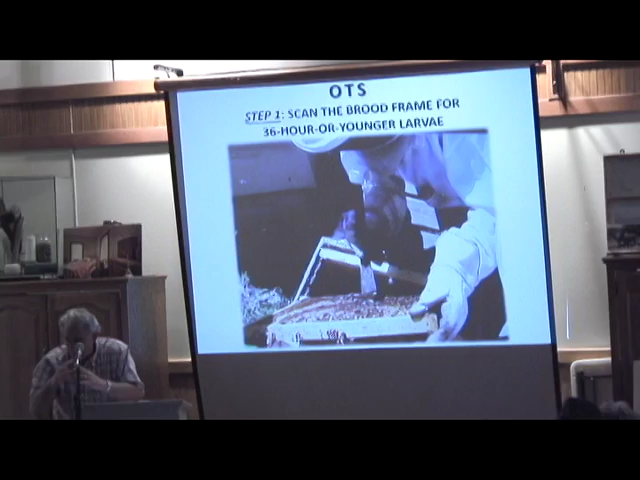 OTS
STEP 1: SCAN THE BROOD FRAME FOR
36-HOUR-OR-YOUNGER LARVAE